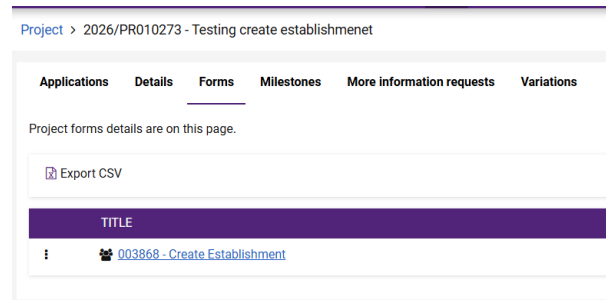 Project > 2026/PR010273 - Testing create establishmenet
Applications Details Forms Milestones More information requests Variations
Project forms details are on this page.
Export CSV
TITLE
003868 - Create Establishment